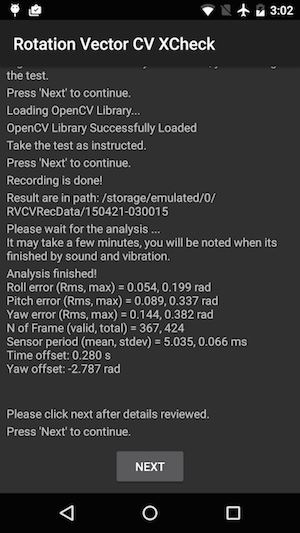 3:02
Rotation Vector CV XCheck
the test.
Press 'Next' to continue.
Loading OpenCV Library...
OpenCV Library Successfully Loaded
Take the test as instructed.
Press 'Next' to continue.
Recording is done!
Result are in path: /storage/emulated/0/
RVCVRecData/150421-030015
Please wait for the analysis ...
It may take a few minutes, you will be noted when its
finished by sound and vibration.
Analysis finished!
Roll error (Rms, max) = 0.054, 0.199 rad
Pitch error (Rms, max) = 0.089, 0.337 rad
Yaw error (Rms, max) = 0.144, 0.382 rad
N of Frame (valid, total) = 367, 424
Sensor period (mean, stdev) = 5.035, 0.066 ms
Time offset: 0.280 s
Yaw offset: -2.787 rad
Please click next after details reviewed.
Press 'Next' to continue.
NEXT